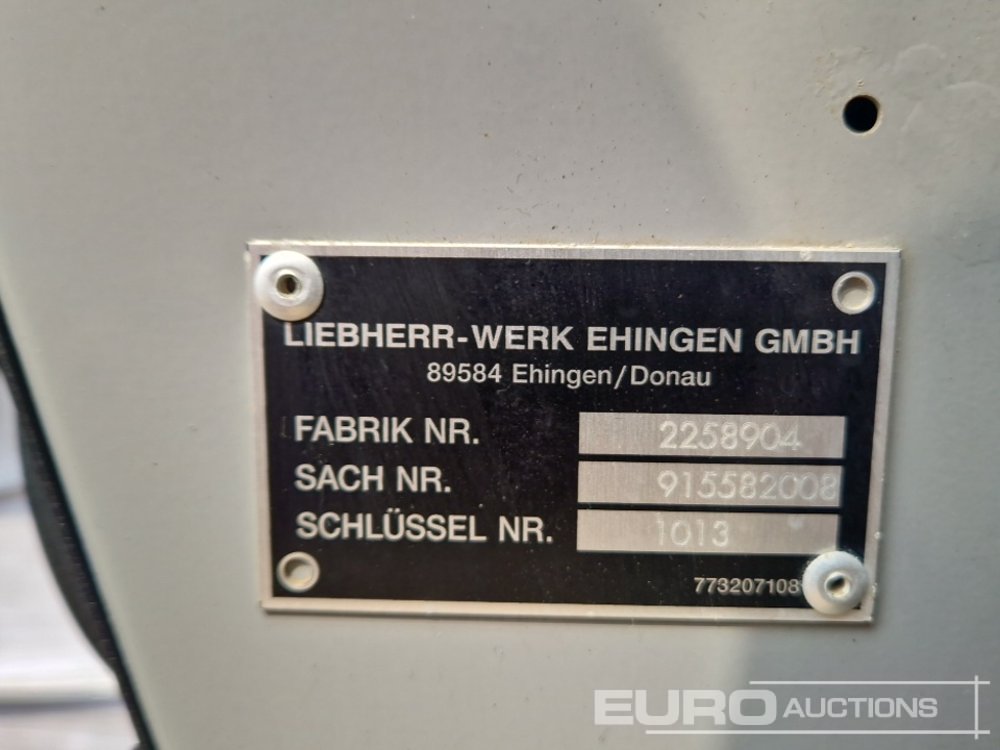 LIEBHERR-WERK EHINGEN GMBH
89584 Ehingen/Donau
FABRIK NR. 2258904
SACH NR. 915582008
SCHLÜSSEL NR. 1013
773207108
EURO AUCTIONS